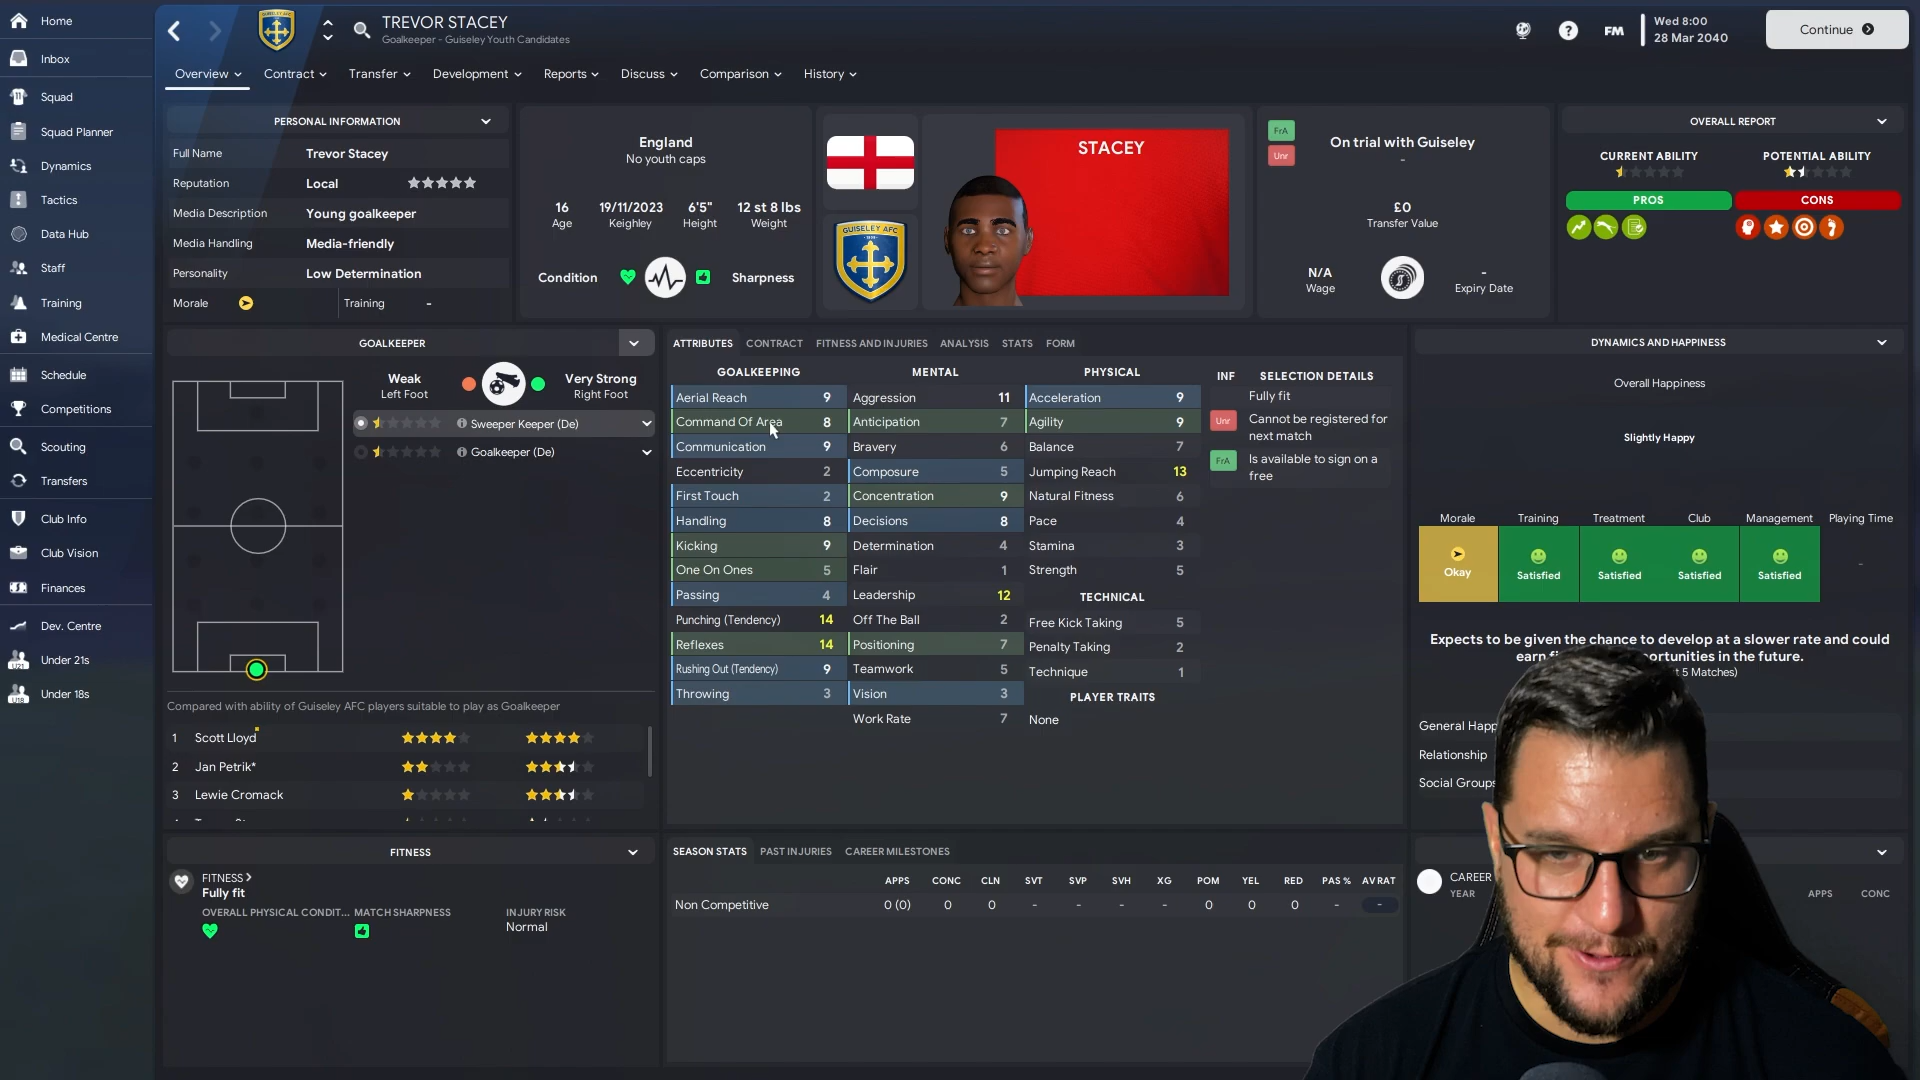 Home
Inbox
Squad
Squad Planner
Dynamics
Tactics
Data Hub
Staff
Training
Medical Centre
Schedule
Competitions
Scouting
Transfers
Club Info
Club Vision
Finances
Dev. Centre
Under 21s
Under 18s
TREVOR STACEY
Goalkeeper - Guiseley Youth Candidates
FM
Wed 8:00
28 Mar 2040
Continue
Overview Contract Transfer Development Reports Discuss Comparison History
PERSONAL INFORMATION
Full Name Trevor Stacey
Reputation Local
Media Description Young goalkeeper
Media Handling Media-friendly
Personality Low Determination
Morale Training -
England
No youth caps
16 19/11/2023 6'5" 12 st 8 lbs
Age Keighley Height Weight
Condition Sharpness
GUISELEY AFC
STACEY
FrA
Unr
On trial with Guiseley
-
£0
Transfer Value
N/A -
Wage Expiry Date
OVERALL REPORT
CURRENT ABILITY POTENTIAL ABILITY
PROS CONS
GOALKEEPER
Weak Very Strong
Left Foot Right Foot
Sweeper Keeper (De)
Goalkeeper (De)
Compared with ability of Guiseley AFC players suitable to play as Goalkeeper
1 Scott Lloyd
2 Jan Petrik*
3 Lewie Cromack
ATTRIBUTES CONTRACT FITNESS AND INJURIES ANALYSIS STATS FORM
GOALKEEPING
Aerial Reach 9
Command Of Area 8
Communication 9
Eccentricity 2
First Touch 2
Handling 8
Kicking 9
One On Ones 5
Passing 4
Punching (Tendency) 14
Reflexes 14
Rushing Out (Tendency) 9
Throwing 3
MENTAL
Aggression 11
Anticipation 7
Bravery 6
Composure 5
Concentration 9
Decisions 8
Determination 4
Flair 1
Leadership 12
Off The Ball 2
Positioning 7
Teamwork 5
Vision 3
Work Rate 7
PHYSICAL
Acceleration 9
Agility 9
Balance 7
Jumping Reach 13
Natural Fitness 6
Pace 4
Stamina 3
Strength 5
TECHNICAL
Free Kick Taking 5
Penalty Taking 2
Technique 1
PLAYER TRAITS
None
INF SELECTION DETAILS
Fully fit
Unr Cannot be registered for
next match
FrA Is available to sign on a
free
DYNAMICS AND HAPPINESS
Overall Happiness
Slightly Happy
Morale Training Treatment Club Management Playing Time
Okay Satisfied Satisfied Satisfied Satisfied -
Expects to be given the chance to develop at a slower rate and could
earn
opportunities in the future.
5 Matches)
General
Relationship
Social Groups
FITNESS
FITNESS
Fully fit
OVERALL PHYSICAL CONDIT... MATCH SHARPNESS INJURY RISK
Normal
SEASON STATS PAST INJURIES CAREER MILESTONES
APPS CONC CLN SVT SVP SVH XG POM YEL RED PAS % AV RAT
Non Competitive 0 (0) 0 0 - - - - 0 0 0 - -
CAREER
YEAR APPS CONC